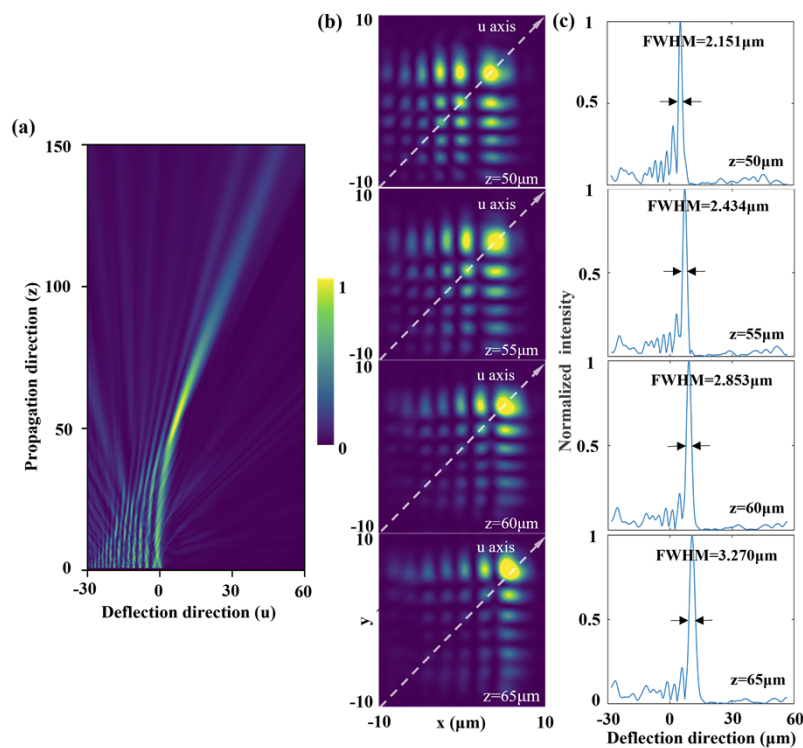 (a)
150
100
50
0
-30
0
30
60
Propagation direction (z)
Deflection direction (u)
1
0
(b)
10
u axis
-10
z=50μm
10
u axis
-10
z=55μm
10
u axis
-10
z=60μm
10
u axis
y
-10
z=65μm
-10
x (μm)
10
(c)
Normalized intensity
1
FWHM=2.151μm
0.5
z=50μm
0
1
FWHM=2.434μm
0.5
z=55μm
0
1
FWHM=2.853μm
0.5
z=60μm
0
1
FWHM=3.270μm
0.5
z=65μm
0
-30
0
30
60
Deflection direction (μm)